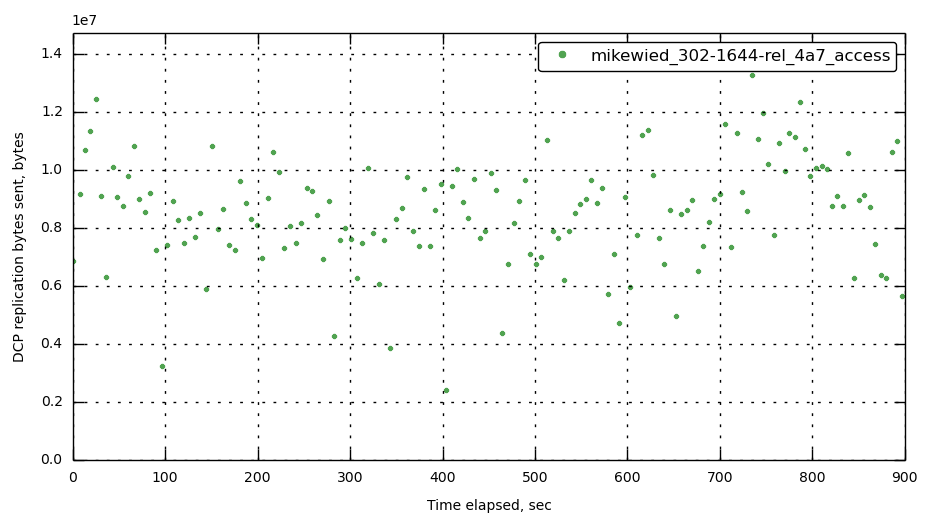 1e7
1.4
mikewied_302-1644-rel_4a7_access
1.2
1.0
0.8
0.6
0.4
0.2
0.0
DCP replication bytes sent, bytes
0 100 200 300 400 500 600 700 800 900
Time elapsed, sec